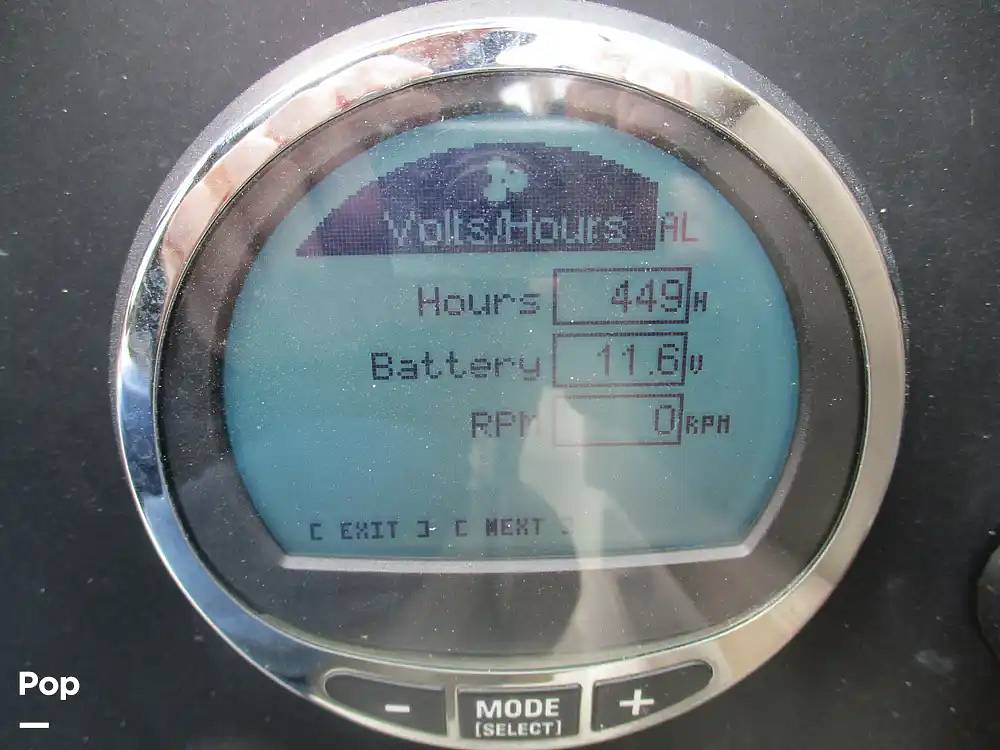 Volts/Hours AL
Hours 449 H
Battery 11.6 V
RPM 0 RPM
[ EXIT ] [ NEXT ]
- MODE +
[SELECT]
Pop